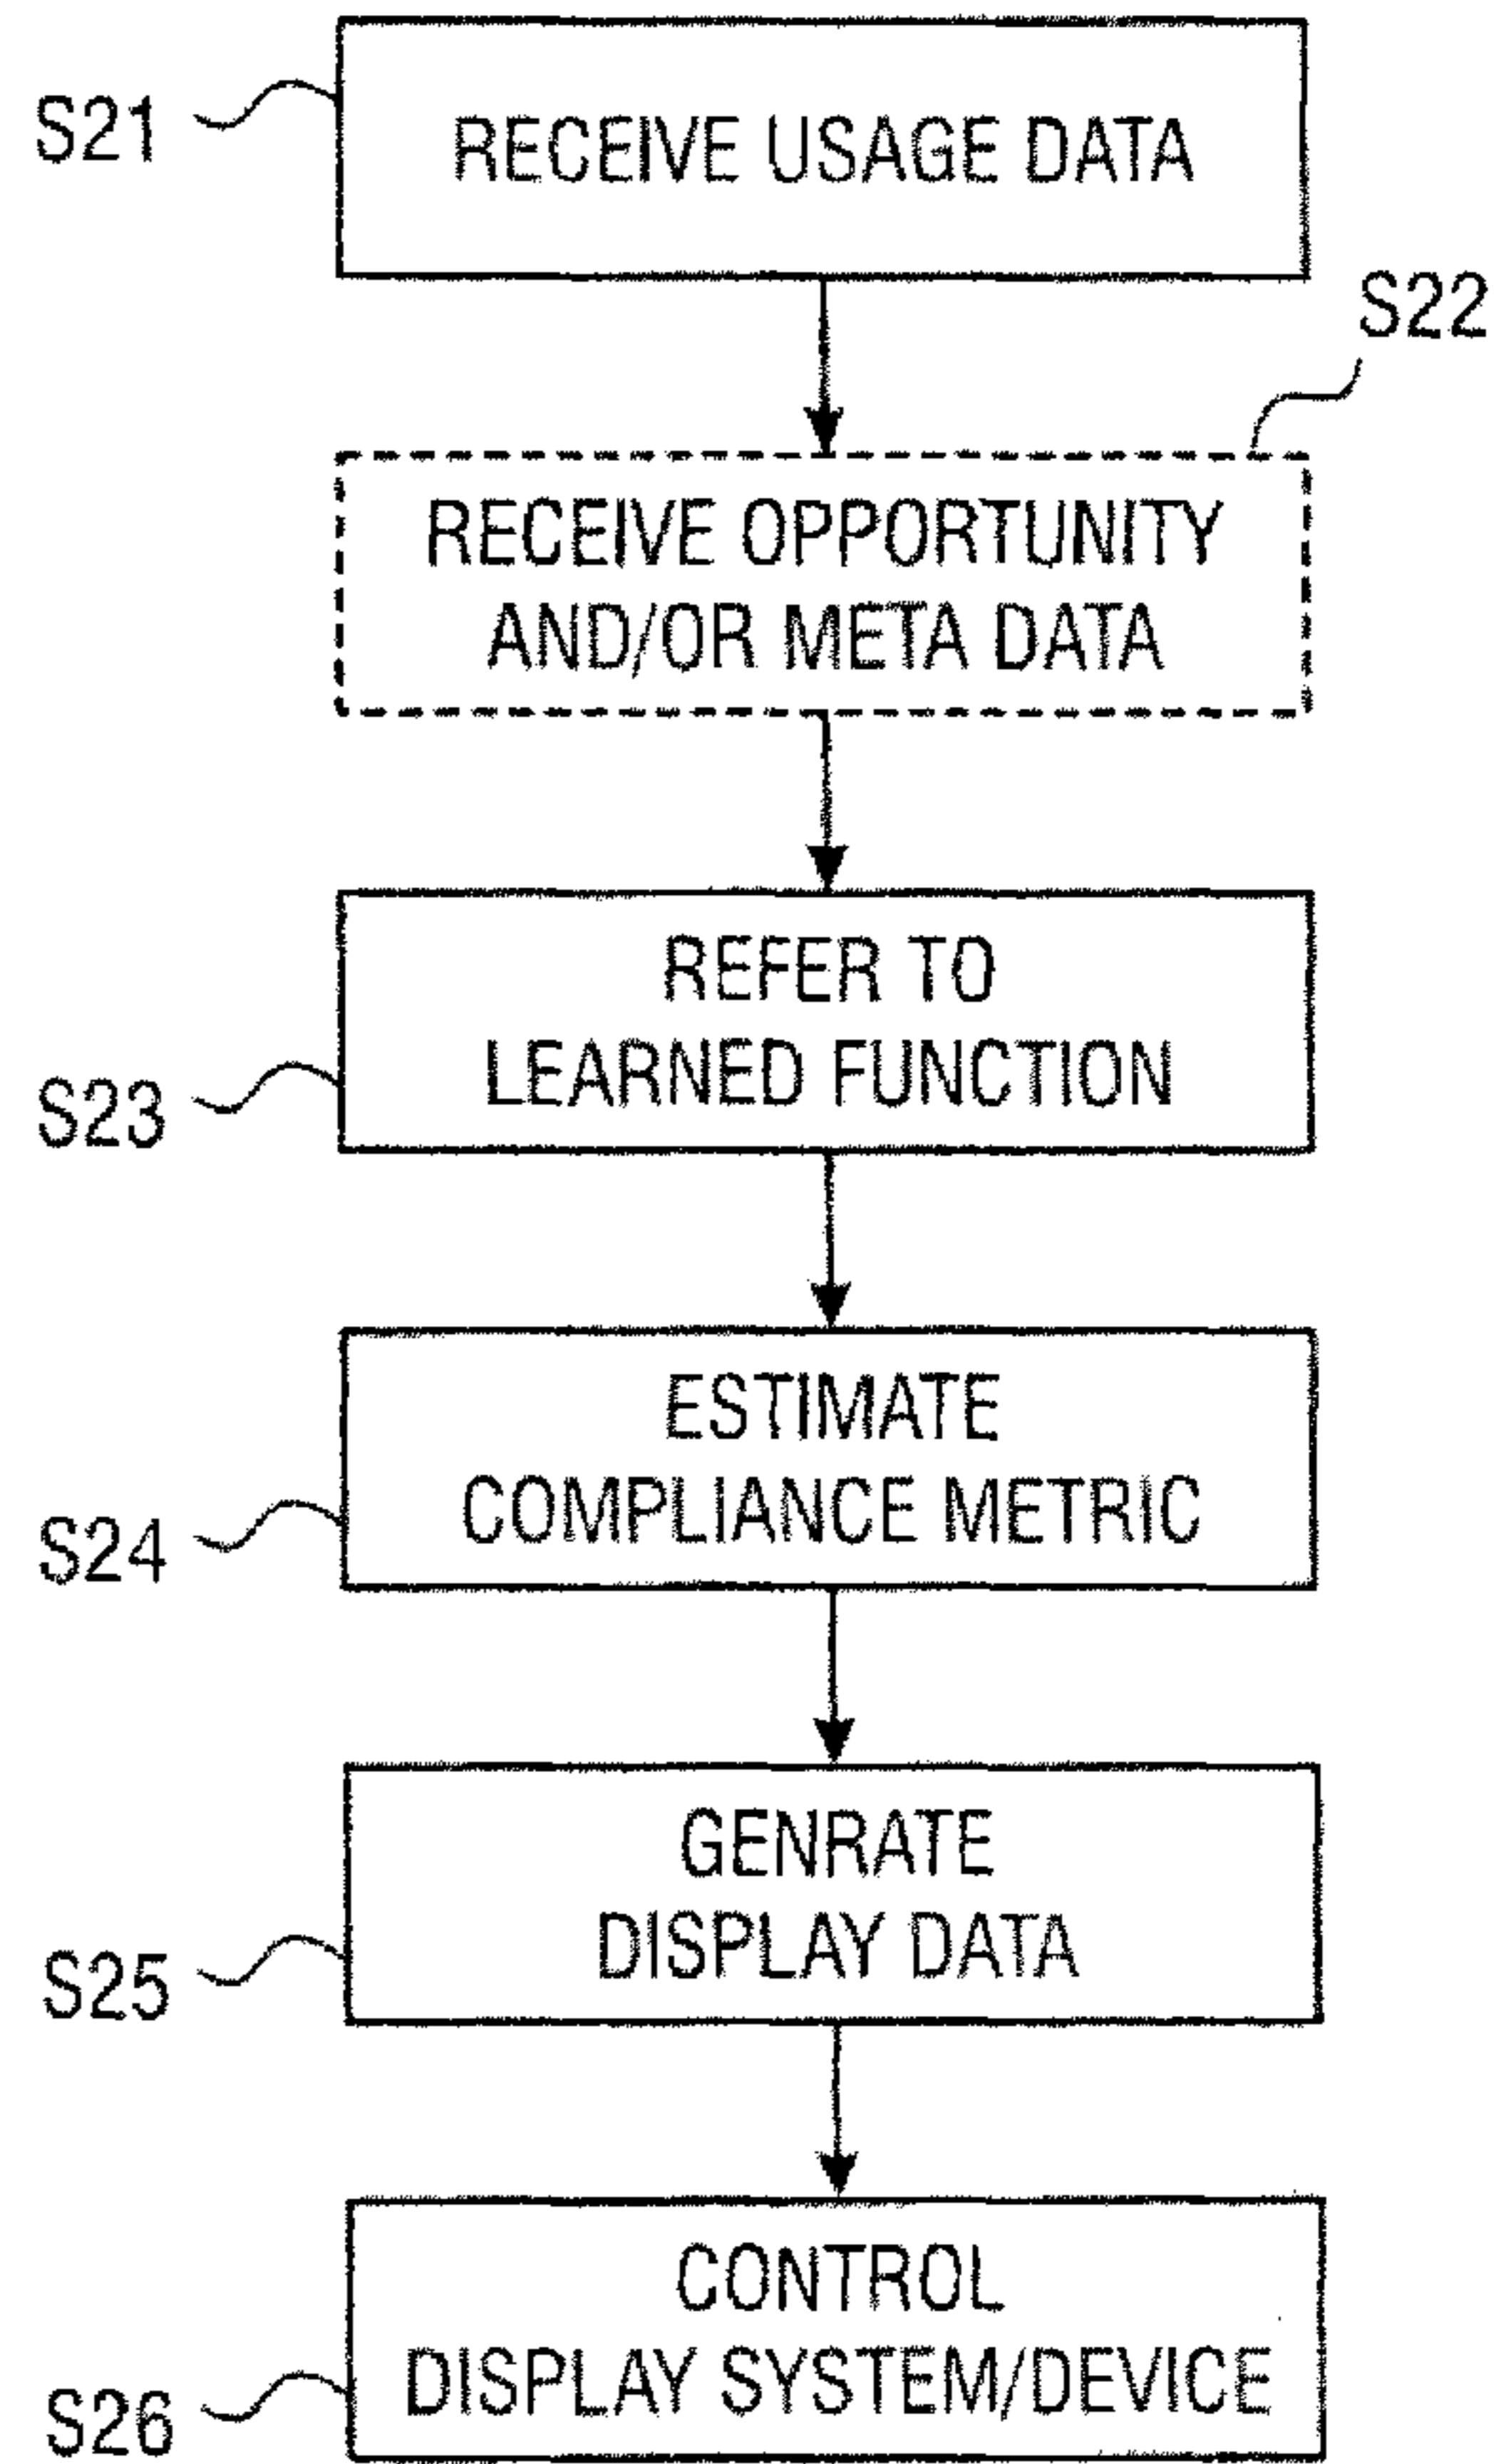 S21
RECEIVE USAGE DATA
S22
RECEIVE OPPORTUNITY
AND/OR META DATA
REFER TO
LEARNED FUNCTION
S23
ESTIMATE
COMPLIANCE METRIC
S24
GENRATE
DISPLAY DATA
S25
CONTROL
DISPLAY SYSTEM/DEVICE
S26